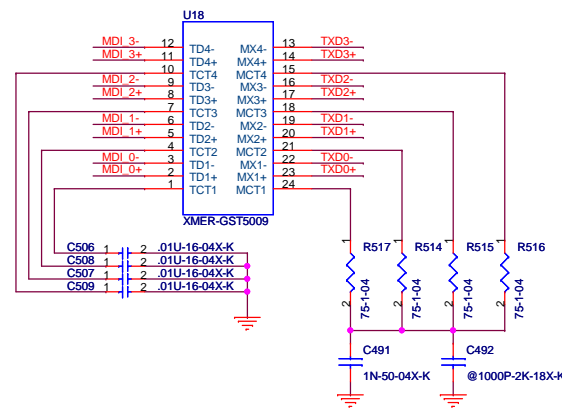 U18
MDI_3- 12 TD4- MX4- 13 TXD3-
MDI_3+ 11 TD4+ MX4+ 14 TXD3+
10 TCT4 MCT4 15
MDI_2- 9 TD3- MX3- 16 TXD2-
MDI_2+ 8 TD3+ MX3+ 17 TXD2+
7 TCT3 MCT3 18
MDI_1- 6 TD2- MX2- 19 TXD1-
MDI_1+ 5 TD2+ MX2+ 20 TXD1+
4 TCT2 MCT2 21
MDI_0- 3 TD1- MX1- 22 TXD0-
MDI_0+ 2 TD1+ MX1+ 23 TXD0+
1 TCT1 MCT1 24
XMER-GST5009
C506 1 2 .01U-16-04X-K
C508 1 2 .01U-16-04X-K
C507 1 2 .01U-16-04X-K
C509 1 2 .01U-16-04X-K
1 R517 1 R514 1 R515 1 R516
2 75-1-04 2 75-1-04 2 75-1-04 2 75-1-04
C491 C492
1N-50-04X-K @1000P-2K-18X-K